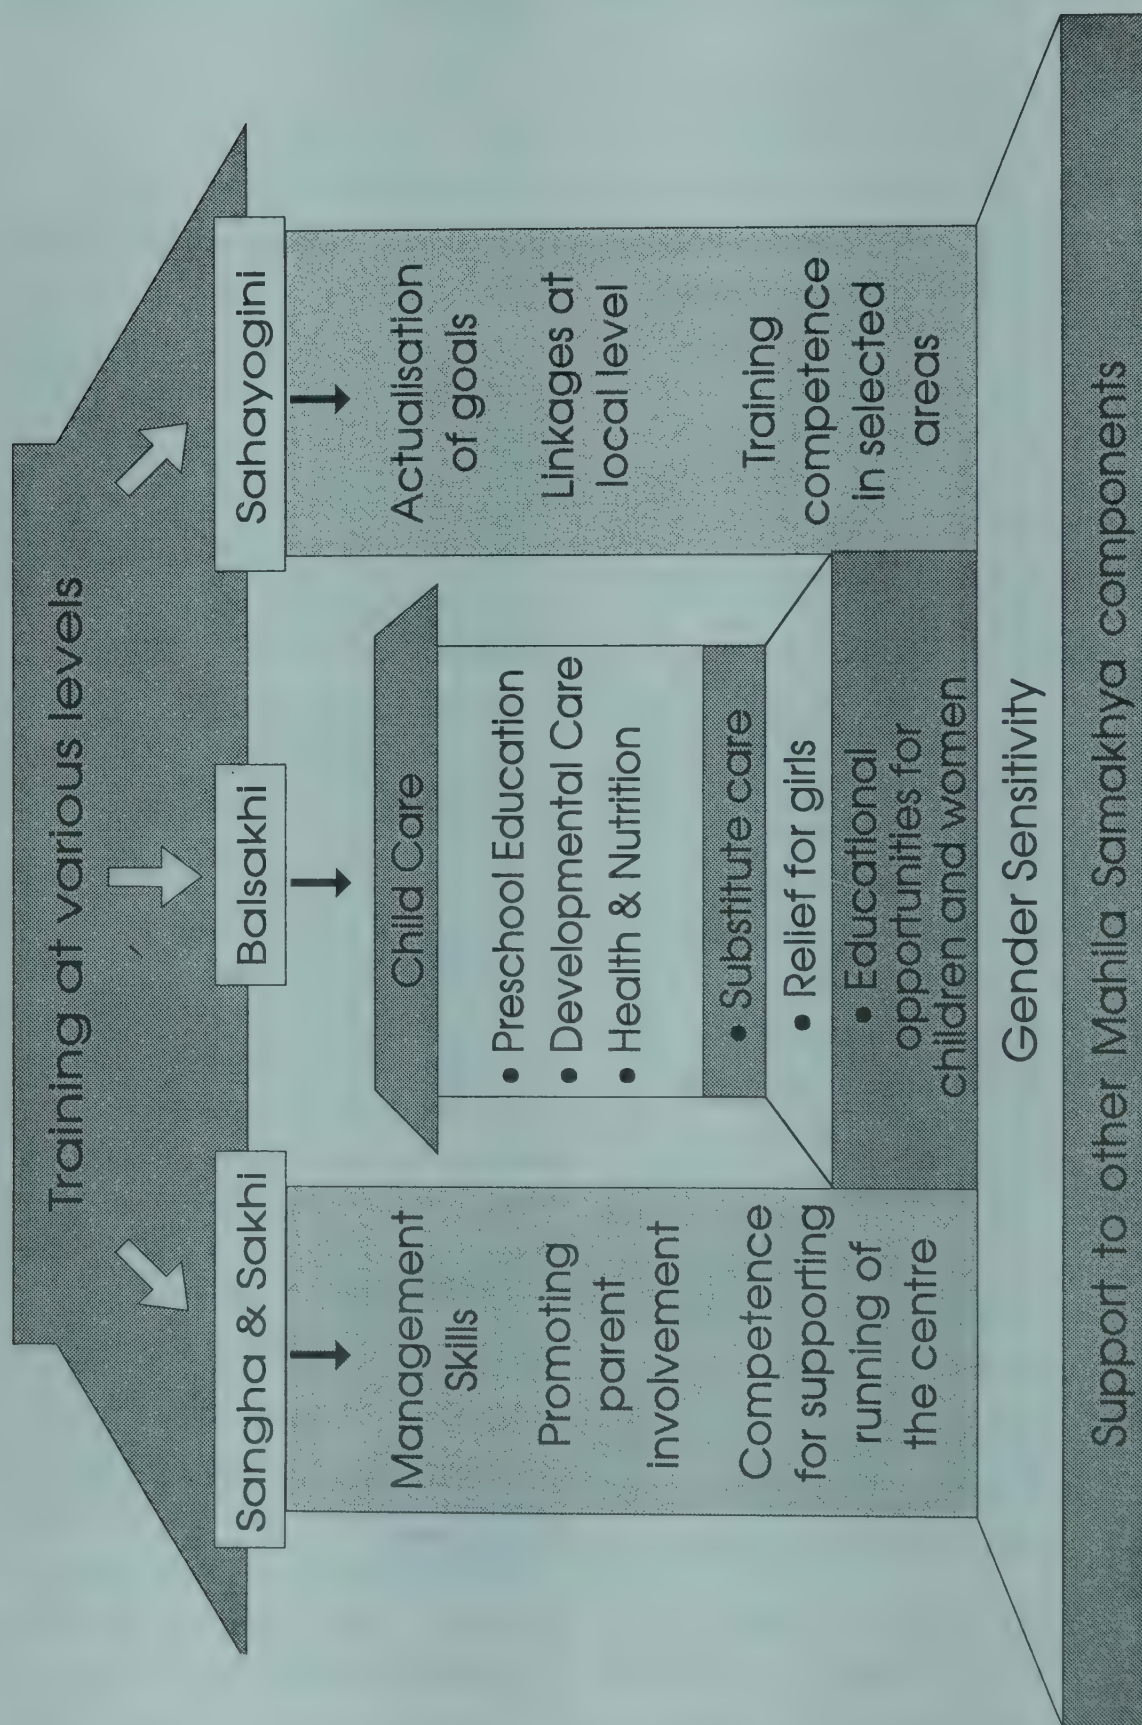 Training at various levels
Sangha & Sakhi
Balsakhi
Sahayogini
Management
Skills
Promoting
parent
involvement
Competence
for supporting
running of
the centre
Child Care
• Preschool Education
• Developmental Care
• Health & Nutrition
• Substitute care
• Relief for girls
• Educational
opportunities for
children and women
Actualisation
of goals
Linkages at
local level
Training
competence
in selected
areas
Gender Sensitivity
Support to other Mahila Samakhya components